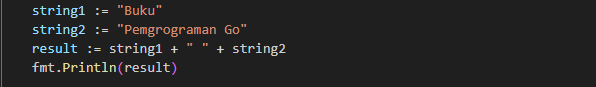 string1 := "Buku"
string2 := "Pemgrograman Go"
result := string1 + " " + string2
fmt.Println(result)